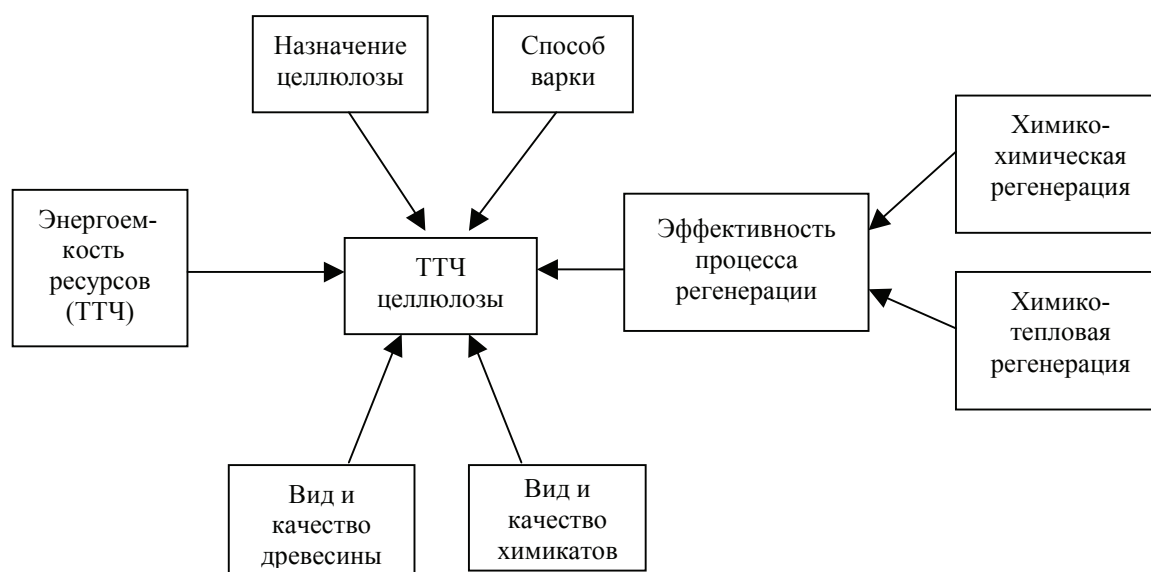 Назначение
целлюлозы
Способ
варки
Химико-
химическая
регенерация
Энергоем-
кость
ресурсов
(ТТЧ)
ТТЧ
целлюлозы
Эффективность
процесса
регенерации
Химико-
тепловая
регенерация
Вид и
качество
древесины
Вид и
качество
химикатов